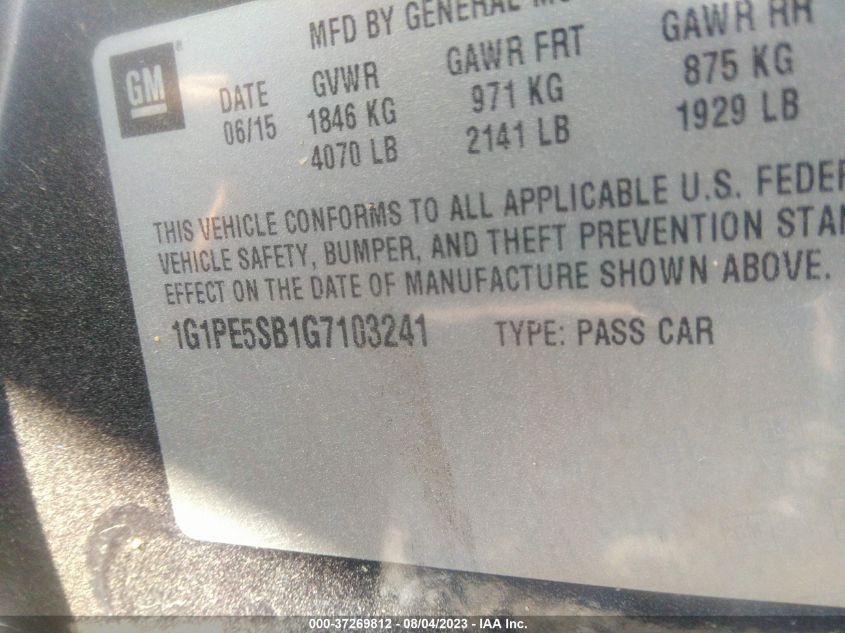 MFD BY GENERAL MO
GM
DATE GVWR GAWR FRT GAWR RR
06/15 1846 KG 971 KG 875 KG
4070 LB 2141 LB 1929 LB
THIS VEHICLE CONFORMS TO ALL APPLICABLE U.S. FEDER
VEHICLE SAFETY, BUMPER, AND THEFT PREVENTION STAN
EFFECT ON THE DATE OF MANUFACTURE SHOWN ABOVE.
1G1PE5SB1G7103241 TYPE: PASS CAR
000-37269812 - 08/04/2023 - IAA Inc.